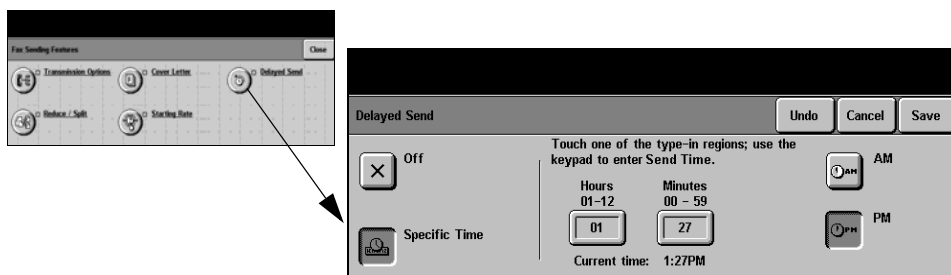 Fax Sending Features
Close
Transmission Options
Cover Letter
Delayed Send
Reduce / Split
Starting Rate
Delayed Send
Undo
Cancel
Save
Off
Touch one of the type-in regions; use the
keypad to enter Send Time.
AM
AM
Hours
Minutes
01-12
00 - 59
Specific Time
01
27
PM
PM
Current time: 1:27PM